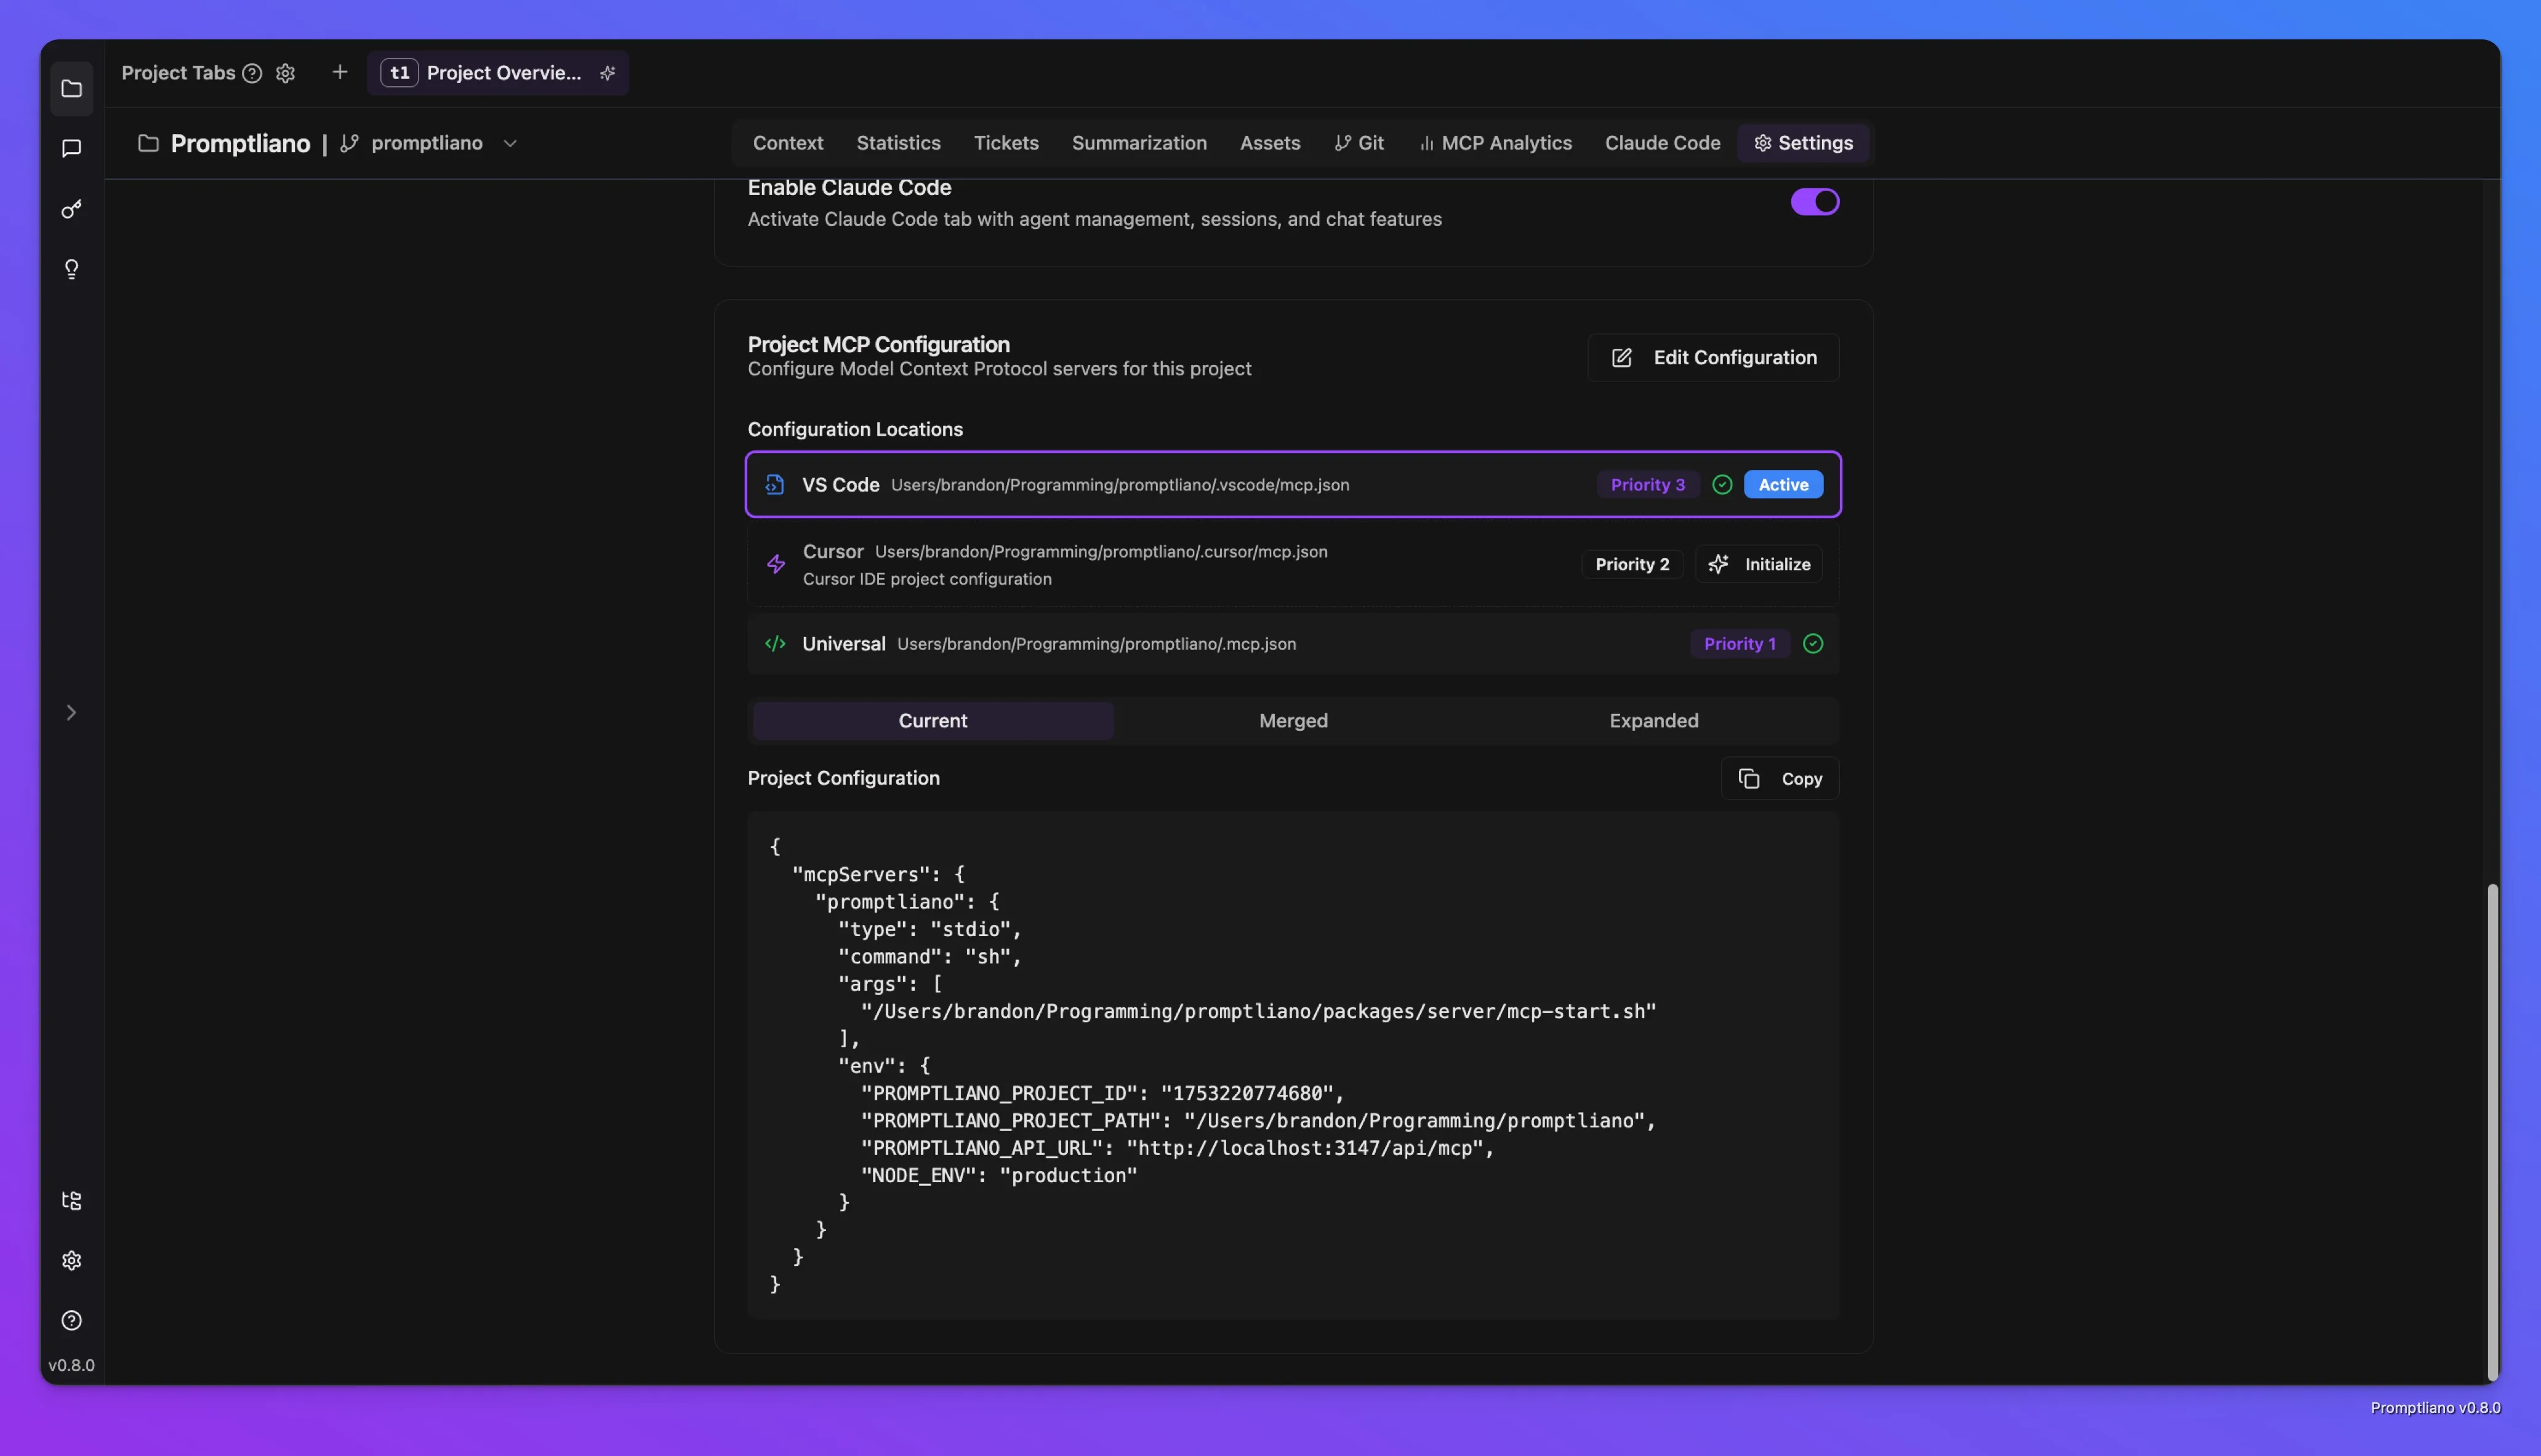 Project Tabs
t1 Project Overvie...
Promptliano | promptliano
Context Statistics Tickets Summarization Assets Git MCP Analytics Claude Code Settings
Enable Claude Code
Activate Claude Code tab with agent management, sessions, and chat features
Project MCP Configuration
Configure Model Context Protocol servers for this project
Edit Configuration
Configuration Locations
VS Code Users/brandon/Programming/promptliano/.vscode/mcp.json Priority 3 Active
Cursor Users/brandon/Programming/promptliano/.cursor/mcp.json
Cursor IDE project configuration
Priority 2 Initialize
Universal Users/brandon/Programming/promptliano/.mcp.json Priority 1
Current Merged Expanded
Project Configuration Copy
{
  "mcpServers": {
    "promptliano": {
      "type": "stdio",
      "command": "sh",
      "args": [
        "/Users/brandon/Programming/promptliano/packages/server/mcp-start.sh"
      ],
      "env": {
        "PROMPTLIANO_PROJECT_ID": "1753220774680",
        "PROMPTLIANO_PROJECT_PATH": "/Users/brandon/Programming/promptliano",
        "PROMPTLIANO_API_URL": "http://localhost:3147/api/mcp",
        "NODE_ENV": "production"
      }
    }
  }
}
v0.8.0
Promptliano v0.8.0